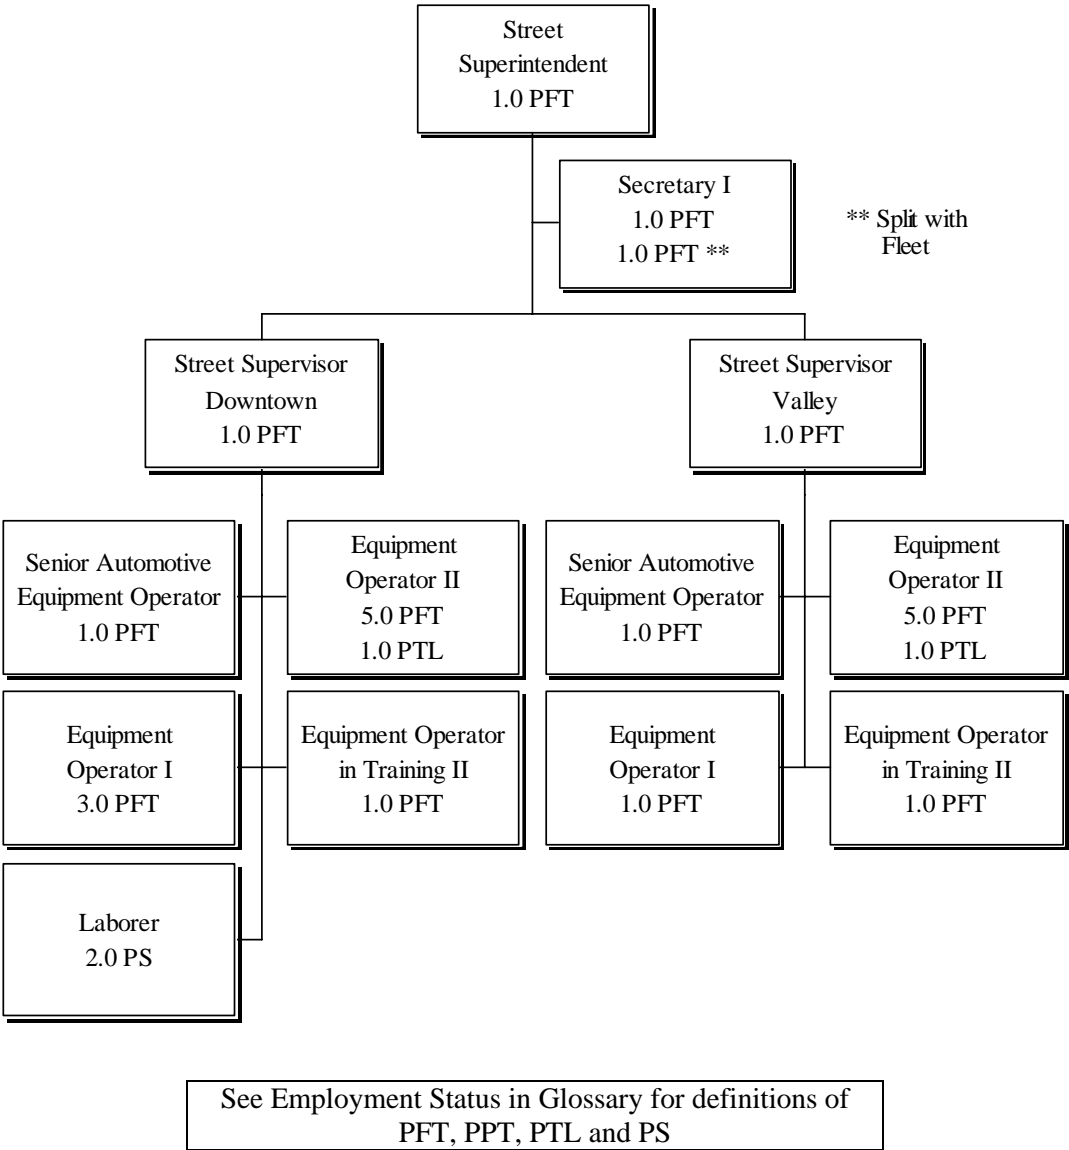 Street
Superintendent
1.0 PFT
Secretary I
1.0 PFT
1.0 PFT **
** Split with
Fleet
Street Supervisor
Downtown
1.0 PFT
Street Supervisor
Valley
1.0 PFT
Senior Automotive
Equipment Operator
1.0 PFT
Equipment
Operator II
5.0 PFT
1.0 PTL
Senior Automotive
Equipment Operator
1.0 PFT
Equipment
Operator II
5.0 PFT
1.0 PTL
Equipment
Operator I
3.0 PFT
Equipment Operator
in Training II
1.0 PFT
Equipment
Operator I
1.0 PFT
Equipment Operator
in Training II
1.0 PFT
Laborer
2.0 PS
See Employment Status in Glossary for definitions of
PFT, PPT, PTL and PS